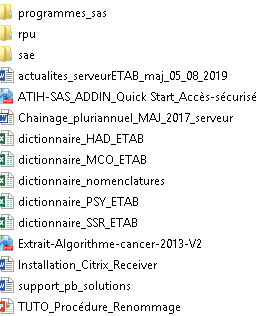 programmes_sas
rpu
sae
actualites_serveurETAB_maj_05_08_2019
ATIH-SAS_ADDIN_Quick Start_Accès-sécurisé
Chainage_pluriannuel_MAJ_2017_serveur
dictionnaire_HAD_ETAB
dictionnaire_MCO_ETAB
dictionnaire_nomenclatures
dictionnaire_PSY_ETAB
dictionnaire_SSR_ETAB
Extrait-Algorithme-cancer-2013-V2
Installation_Citrix_Receiver
support_pb_solutions
TUTO_Procédure_Renommage